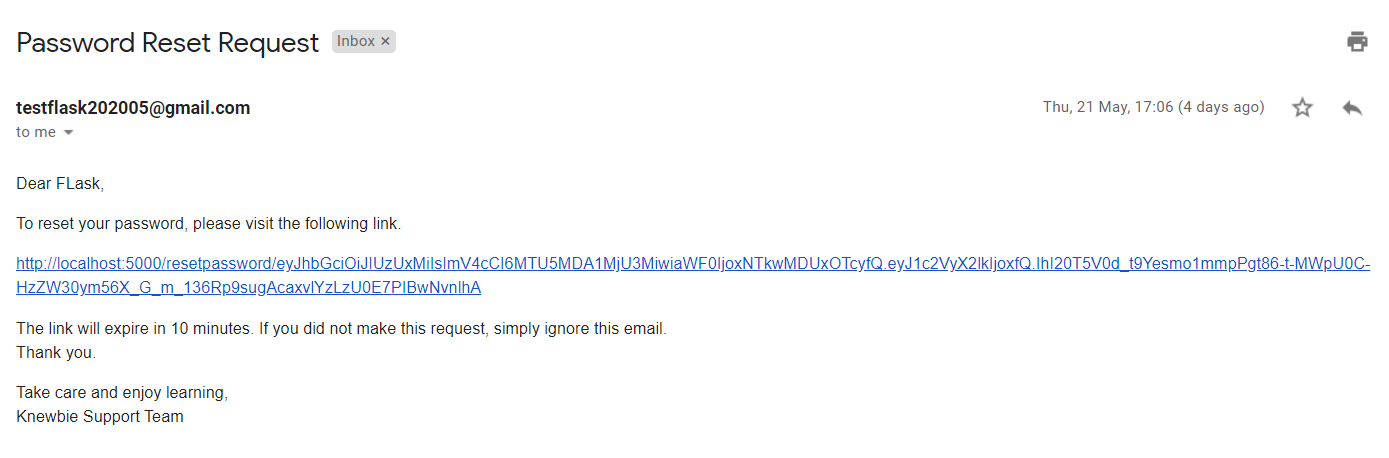 Password Reset Request Inbox ×
testflask202005@gmail.com Thu, 21 May, 17:06 (4 days ago)
to me
Dear FLask,
To reset your password, please visit the following link.
http://localhost:5000/resetpassword/eyJhbGciOiJIUzUxMiIsImV4cCI6MTU5MDA1MjU3MiwiaWF0IjoxNTkwMDUxOTcyfQ.eyJ1c2VyX2lkIjoxfQ.IhI20T5V0d_t9Yesmo1mmpPgt86-t-MWpU0C-
HzZW30ym56X_G_m_136Rp9sugAcaxvlYzLzU0E7PIBwNvnlhA
The link will expire in 10 minutes. If you did not make this request, simply ignore this email.
Thank you.
Take care and enjoy learning,
Knewbie Support Team